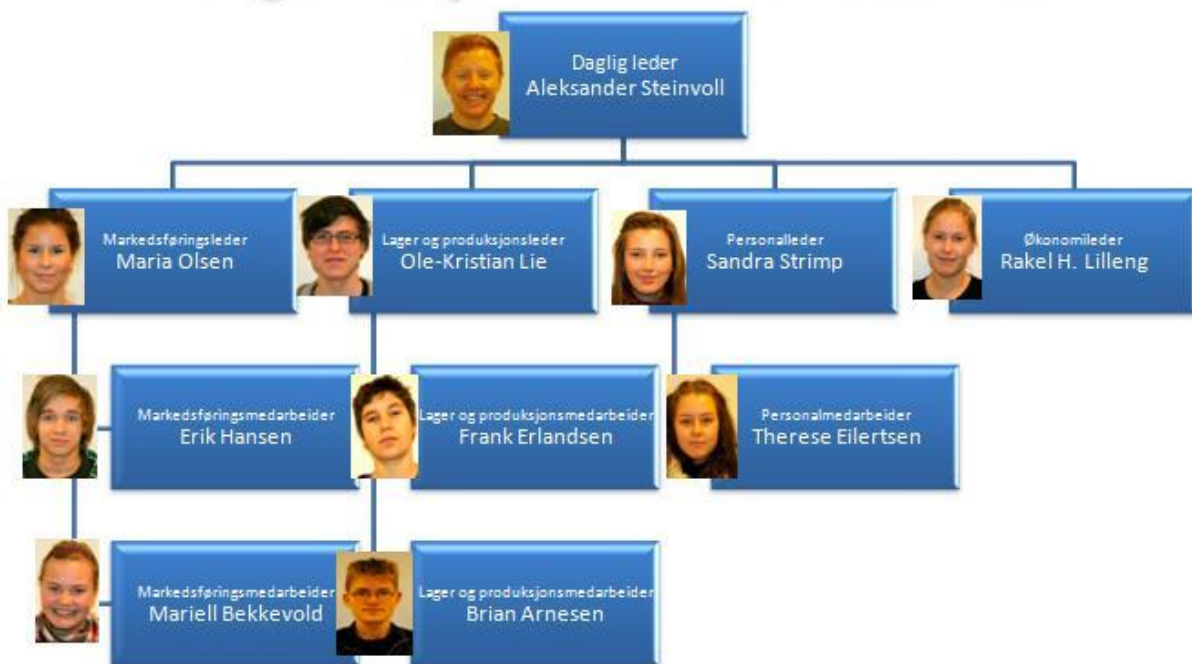 Daglig leder
Aleksander Steinvoll
Markedsføringsleder
Maria Olsen
Lager og produksjonsleder
Ole-Kristian Lie
Personalleder
Sandra Strimp
Økonomileder
Rakel H. Lilleng
Markedsføringsmedarbeider
Erik Hansen
Lager og produksjonsmedarbeider
Frank Erlandsen
Personalmedarbeider
Therese Eilertsen
Markedsføringsmedarbeider
Mariell Bekkevold
Lager og produksjonsmedarbeider
Brian Arnesen